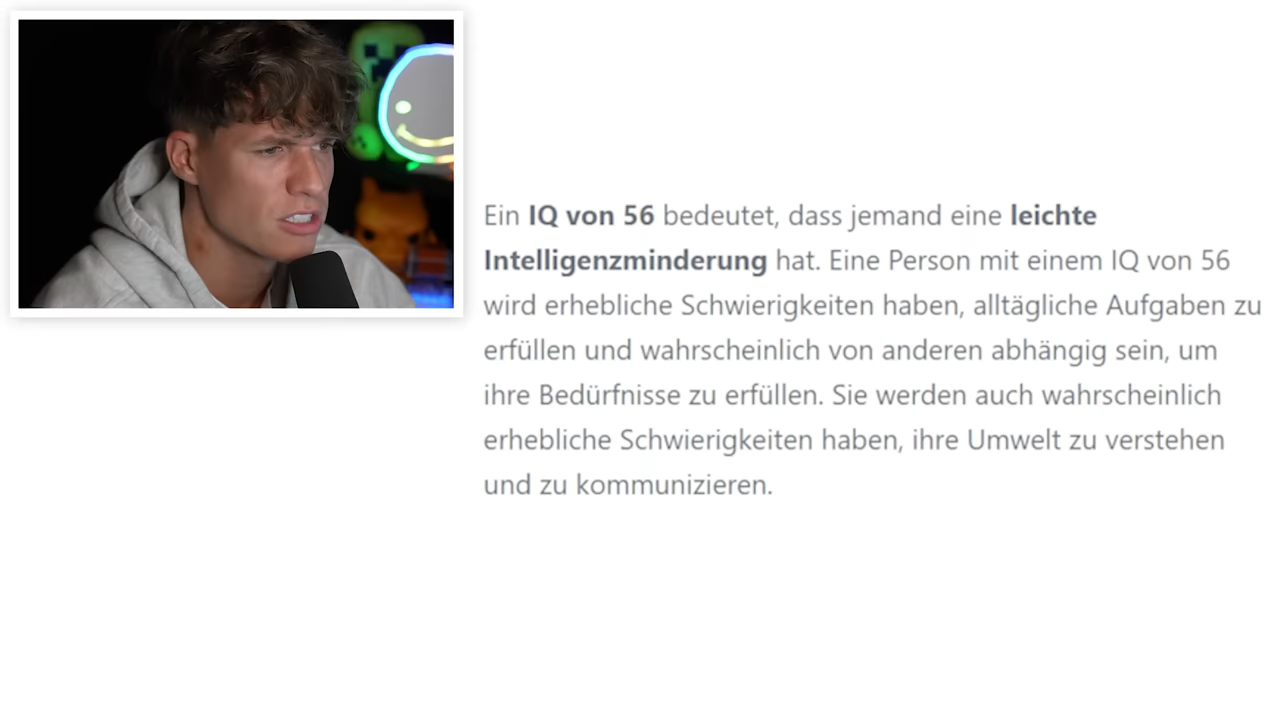 Ein IQ von 56 bedeutet, dass jemand eine leichte
Intelligenzminderung hat. Eine Person mit einem IQ von 56
wird erhebliche Schwierigkeiten haben, alltägliche Aufgaben zu
erfüllen und wahrscheinlich von anderen abhängig sein, um
ihre Bedürfnisse zu erfüllen. Sie werden auch wahrscheinlich
erhebliche Schwierigkeiten haben, ihre Umwelt zu verstehen
und zu kommunizieren.